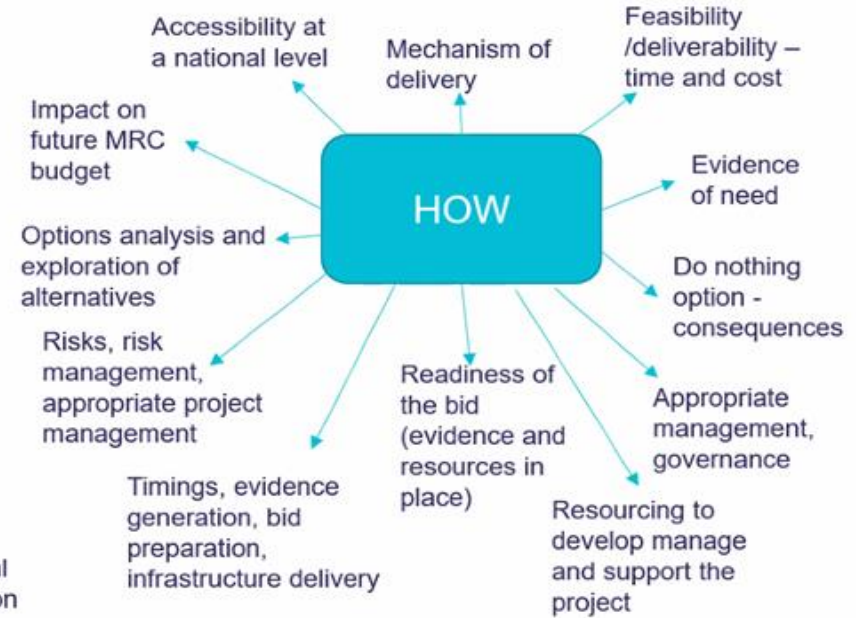 Accessibility at
a national level
Mechanism of
delivery
Feasibility
/deliverability –
time and cost
Impact on
future MRC
budget
Evidence
of need
HOW
Options analysis and
exploration of
alternatives
Do nothing
option -
consequences
Risks, risk
management,
appropriate project
management
Readiness of
the bid
(evidence and
resources in
place)
Appropriate
management,
governance
Timings, evidence
generation, bid
preparation,
infrastructure delivery
Resourcing to
develop manage
and support the
project